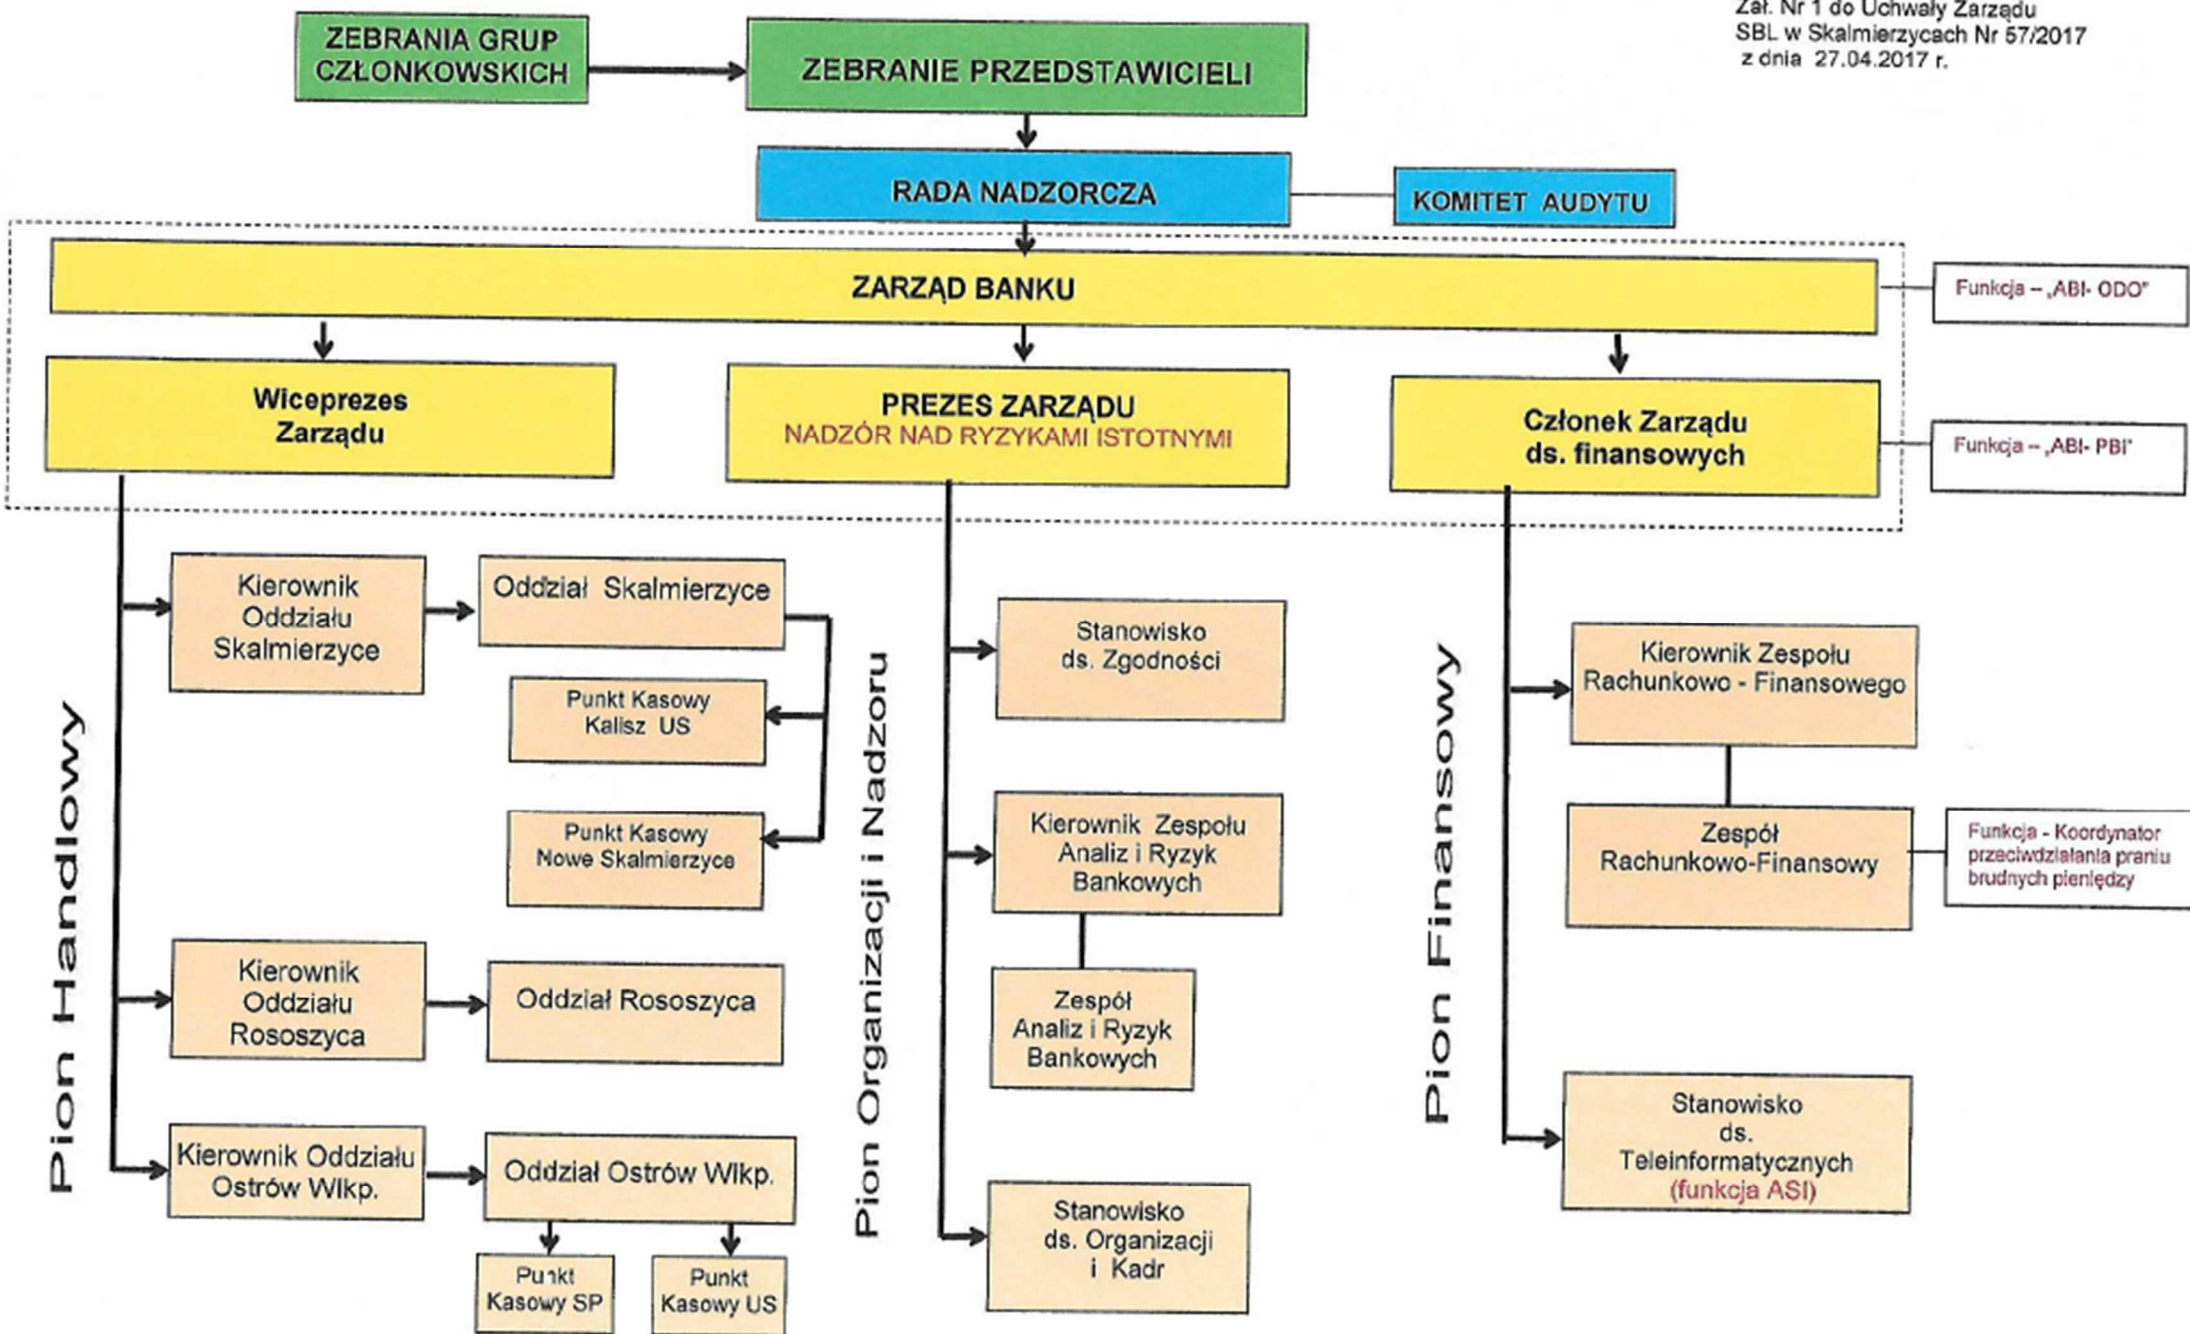 Zał. Nr 1 do Uchwały Zarządu
SBL w Skalmierzycach Nr 57/2017
z dnia 27.04.2017 r.
ZEBRANIA GRUP
CZŁONKOWSKICH
ZEBRANIE PRZEDSTAWICIELI
RADA NADZORCZA
KOMITET AUDYTU
ZARZĄD BANKU
Funkcja – „ABI- ODO"
Wiceprezes
Zarządu
PREZES ZARZĄDU
NADZÓR NAD RYZYKAMI ISTOTNYMI
Członek Zarządu
ds. finansowych
Funkcja – „ABI- PBI"
Pion Handlowy
Kierownik
Oddziału
Skalmierzyce
Oddział Skalmierzyce
Punkt Kasowy
Kalisz US
Punkt Kasowy
Nowe Skalmierzyce
Kierownik
Oddziału
Rososzyca
Oddział Rososzyca
Kierownik Oddziału
Ostrów Wlkp.
Oddział Ostrów Wlkp.
Punkt
Kasowy SP
Punkt
Kasowy US
Pion Organizacji i Nadzoru
Stanowisko
ds. Zgodności
Kierownik Zespołu
Analiz i Ryzyk
Bankowych
Zespół
Analiz i Ryzyk
Bankowych
Stanowisko
ds. Organizacji
i Kadr
Pion Finansowy
Kierownik Zespołu
Rachunkowo - Finansowego
Zespół
Rachunkowo-Finansowy
Funkcja - Koordynator
przeciwdziałania praniu
brudnych pieniędzy
Stanowisko
ds.
Teleinformatycznych
(funkcja ASI)